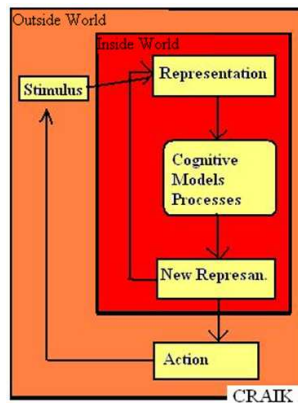 Outside World
Inside World
Stimulus
Representation
Cognitive
Models
Processes
New Represan.
Action
CRAIK